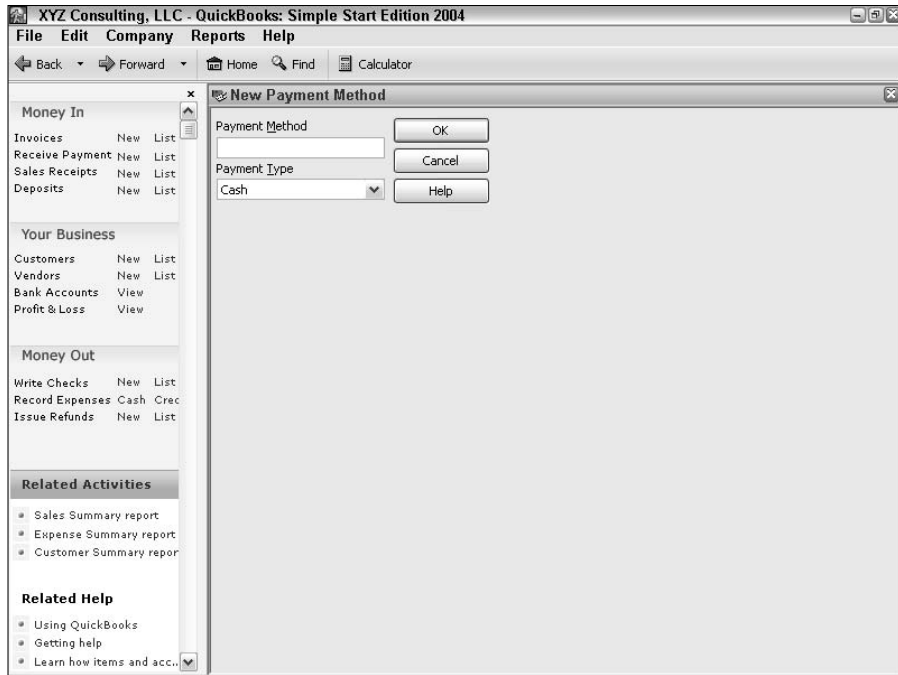 XYZ Consulting, LLC - QuickBooks: Simple Start Edition 2004
File Edit Company Reports Help
Back Forward Home Find Calculator
Money In
Invoices New List
Receive Payment New List
Sales Receipts New List
Deposits New List
Your Business
Customers New List
Vendors New List
Bank Accounts View
Profit & Loss View
Money Out
Write Checks New List
Record Expenses Cash Crec
Issue Refunds New List
Related Activities
Sales Summary report
Expense Summary report
Customer Summary repor
Related Help
Using QuickBooks
Getting help
Learn how items and acc..
New Payment Method
Payment Method
OK
Cancel
Payment Type
Cash
Help